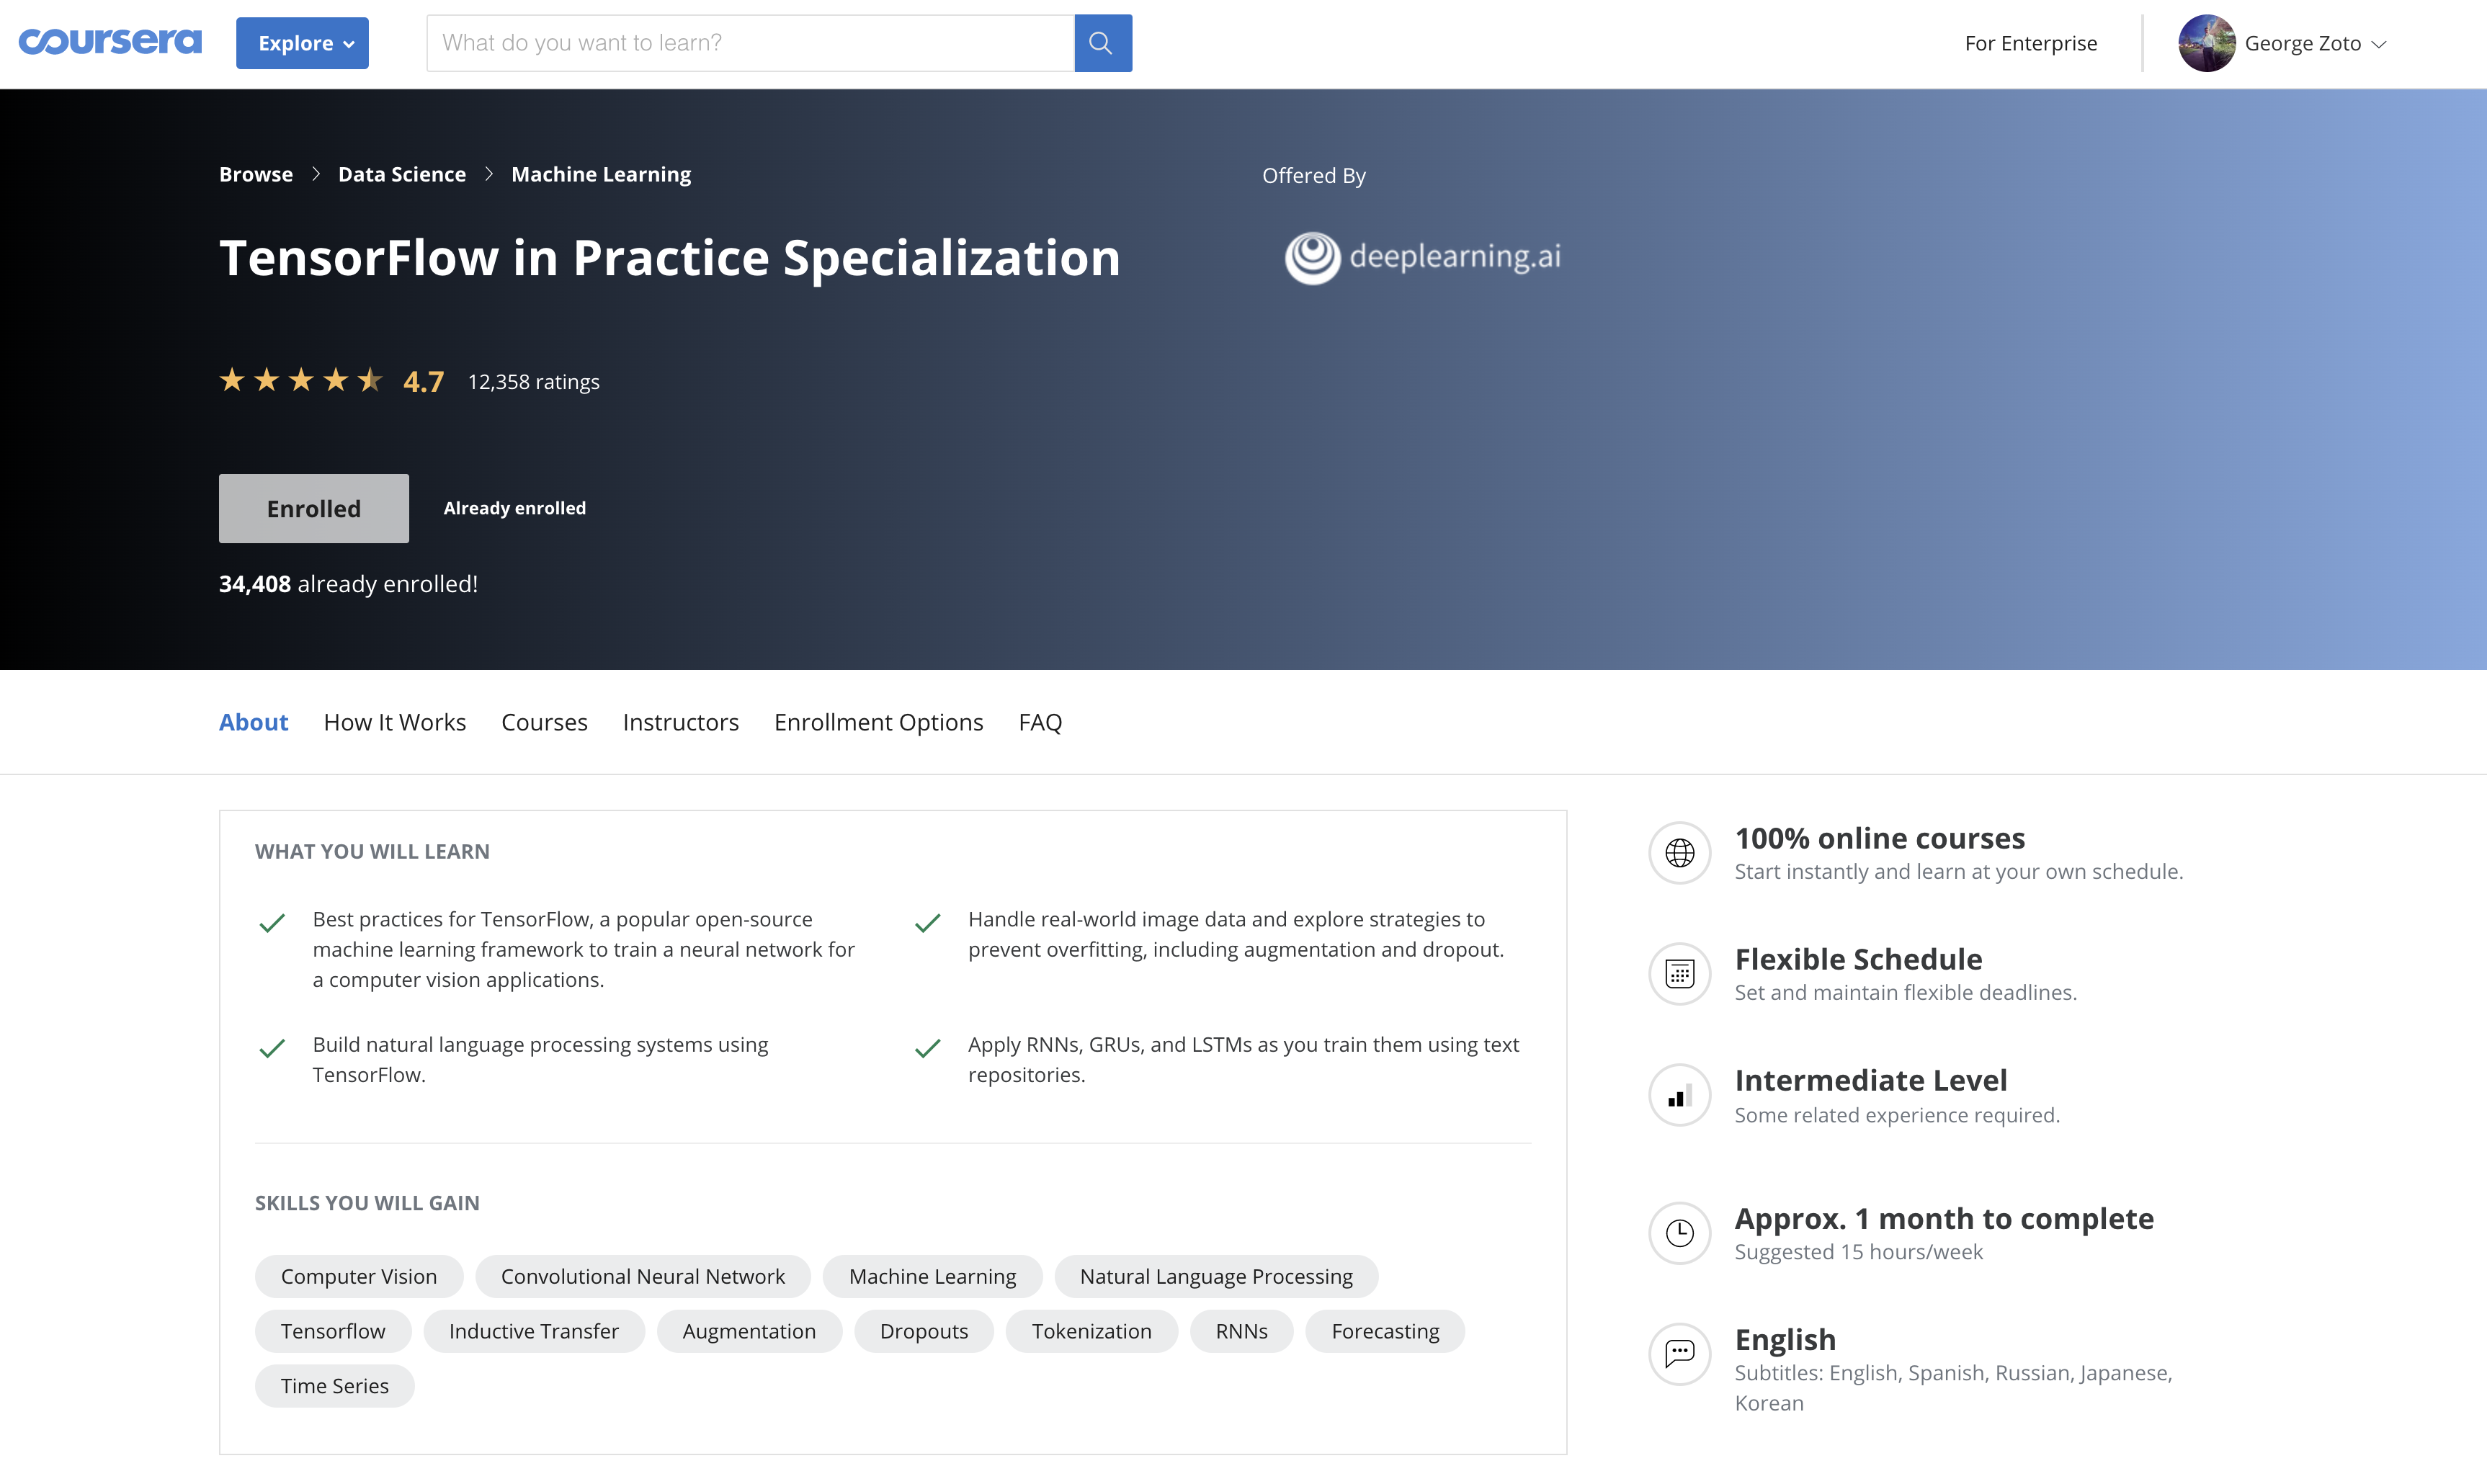 coursera
Explore
What do you want to learn?
For Enterprise
George Zoto
Browse > Data Science > Machine Learning
Offered By
TensorFlow in Practice Specialization
deeplearning.ai
4.7 12,358 ratings
Enrolled
Already enrolled
34,408 already enrolled!
About
How It Works
Courses
Instructors
Enrollment Options
FAQ
WHAT YOU WILL LEARN
Best practices for TensorFlow, a popular open-source
machine learning framework to train a neural network for
a computer vision applications.
Handle real-world image data and explore strategies to
prevent overfitting, including augmentation and dropout.
Build natural language processing systems using
TensorFlow.
Apply RNNs, GRUs, and LSTMs as you train them using text
repositories.
SKILLS YOU WILL GAIN
Computer Vision
Convolutional Neural Network
Machine Learning
Natural Language Processing
Tensorflow
Inductive Transfer
Augmentation
Dropouts
Tokenization
RNNs
Forecasting
Time Series
100% online courses
Start instantly and learn at your own schedule.
Flexible Schedule
Set and maintain flexible deadlines.
Intermediate Level
Some related experience required.
Approx. 1 month to complete
Suggested 15 hours/week
English
Subtitles: English, Spanish, Russian, Japanese,
Korean